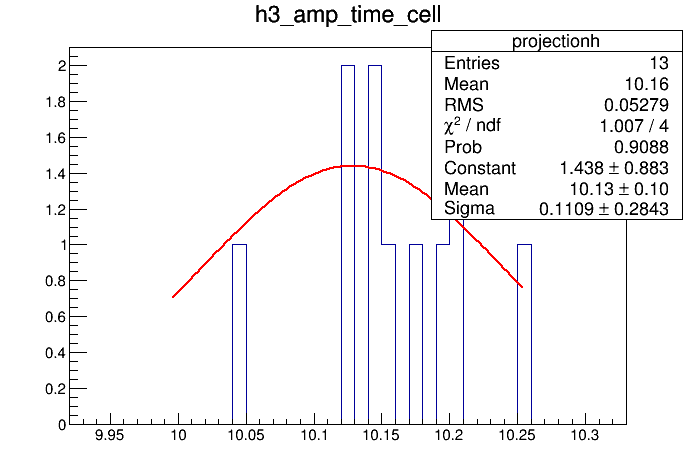 h3_amp_time_cell
projectionh
Entries 13
Mean 10.16
RMS 0.05279
χ² / ndf 1.007 / 4
Prob 0.9088
Constant 1.438 ± 0.883
Mean 10.13 ± 0.10
Sigma 0.1109 ± 0.2843
2
1.8
1.6
1.4
1.2
1
0.8
0.6
0.4
0.2
0
9.95 10 10.05 10.1 10.15 10.2 10.25 10.3